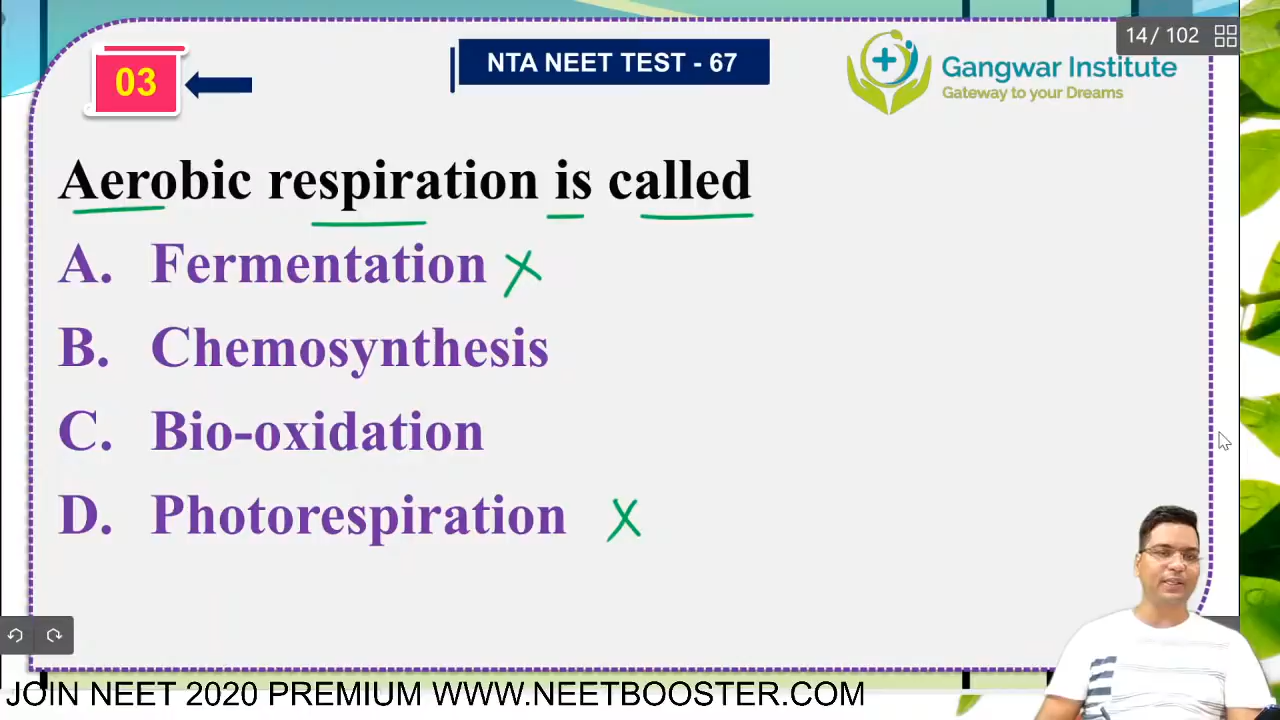 14 / 102
03
NTA NEET TEST - 67
Gangwar Institute
Gateway to your Dreams
Aerobic respiration is called
A. Fermentation
B. Chemosynthesis
C. Bio-oxidation
D. Photorespiration
JOIN NEET 2020 PREMIUM WWW.NEETBOOSTER.COM